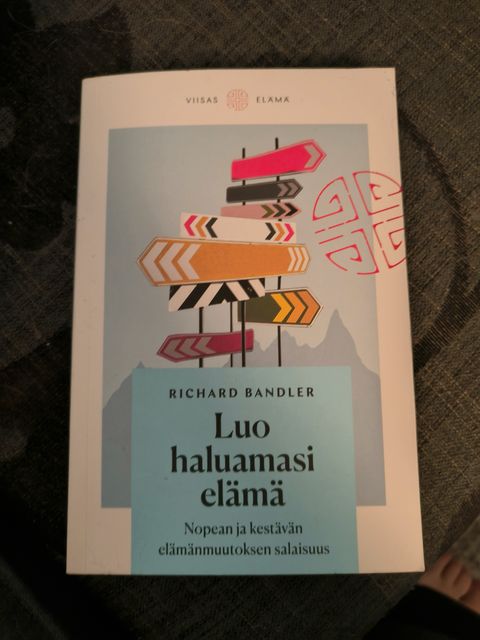 VIISAS ELÄMÄ
RICHARD BANDLER
Luo
haluamasi
elämä
Nopean ja kestävän
elämänmuutoksen salaisuus